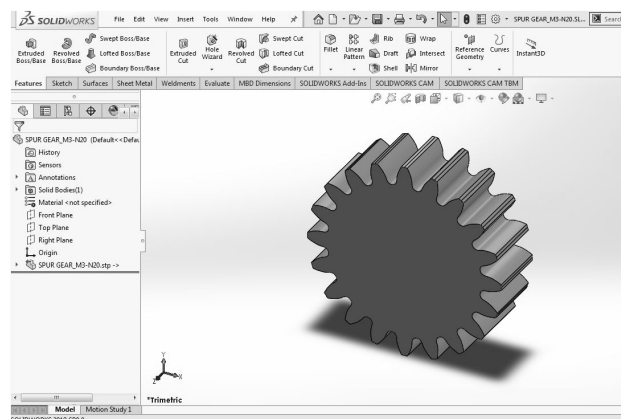 SOLIDWORKS File Edit View Insert Tools Window Help SPUR GEAR_M3-N20.SL... Search
Extruded Boss/Base
Revolved Boss/Base
Swept Boss/Base
Lofted Boss/Base
Boundary Boss/Base
Extruded Cut
Hole Wizard
Revolved Cut
Swept Cut
Lofted Cut
Boundary Cut
Fillet
Linear Pattern
Rib
Draft
Shell
Wrap
Intersect
Mirror
Reference Geometry
Curves
Instant3D
Features Sketch Surfaces Sheet Metal Weldments Evaluate MBD Dimensions SOLIDWORKS Add-Ins SOLIDWORKS CAM SOLIDWORKS CAM TBM
SPUR GEAR_M3-N20 (Default<<Defau
History
Sensors
Annotations
Solid Bodies(1)
Material <not specified>
Front Plane
Top Plane
Right Plane
Origin
SPUR GEAR_M3-N20.stp ->
Y
Z X
*Trimetric
Model Motion Study 1